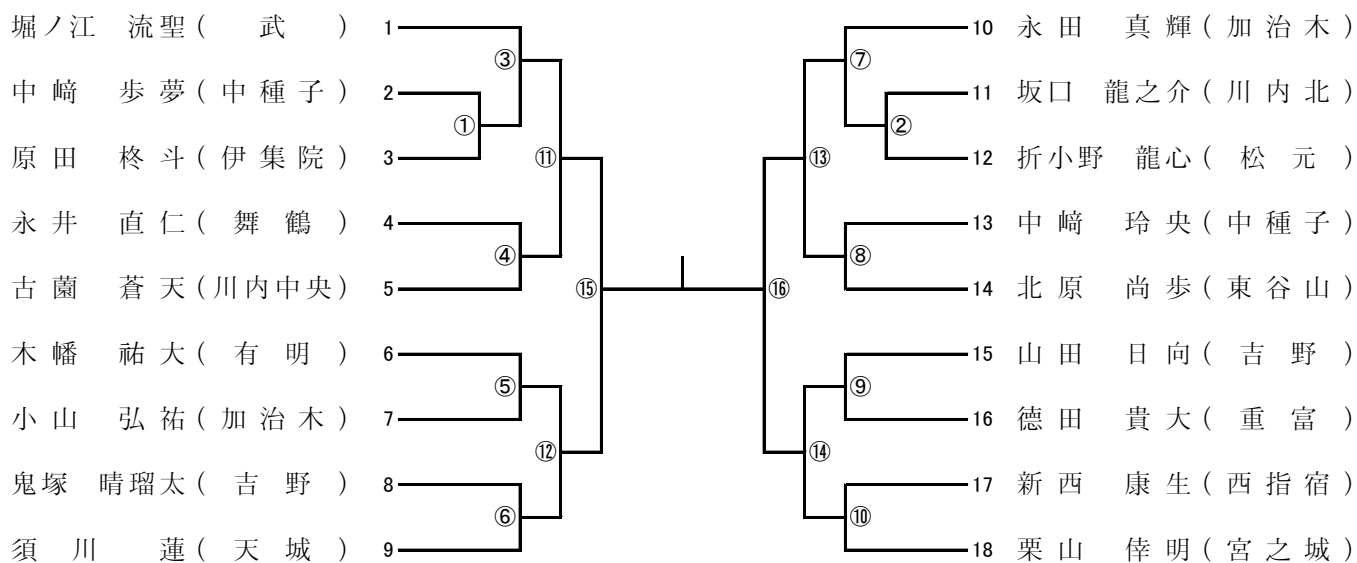 堀ノ江 流聖(武) 1
③
中﨑 歩夢(中種子) 2
①
原田 柊斗(伊集院) 3
⑪
永井 直仁(舞鶴) 4
④
古薗 蒼天(川内中央) 5
⑮
木幡 祐大(有明) 6
⑤
小山 弘祐(加治木) 7
⑫
鬼塚 晴瑠太(吉野) 8
⑥
須川 蓮(天城) 9
10 永田 真輝(加治木)
⑦
11 坂口 龍之介(川内北)
②
12 折小野 龍心(松元)
⑬
13 中﨑 玲央(中種子)
⑧
14 北原 尚歩(東谷山)
⑯
15 山田 日向(吉野)
⑨
16 徳田 貴大(重富)
⑭
17 新西 康生(西指宿)
⑩
18 栗山 倖明(宮之城)